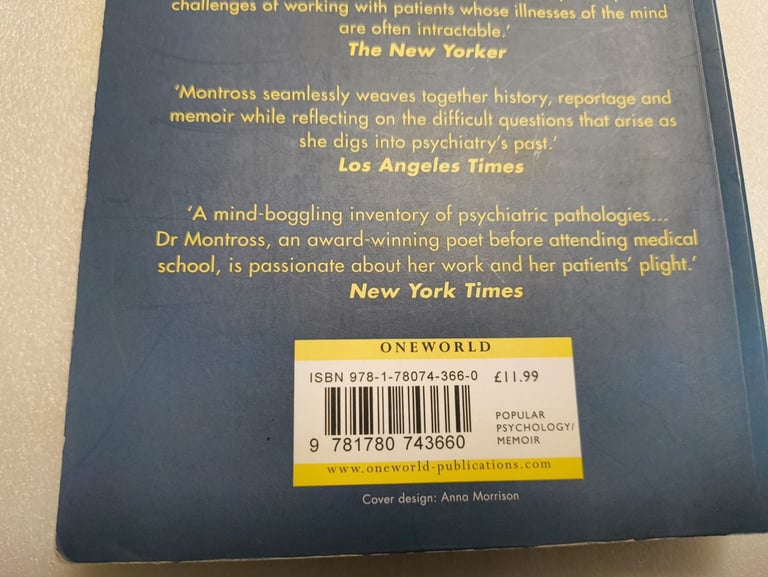 challenges of working with patients whose illnesses of the mind
are often intractable.'
The New Yorker
'Montross seamlessly weaves together history, reportage and
memoir while reflecting on the difficult questions that arise as
she digs into psychiatry's past.'
Los Angeles Times
'A mind-boggling inventory of psychiatric pathologies...
Dr Montross, an award-winning poet before attending medical
school, is passionate about her work and her patients' plight.'
New York Times
ONEWORLD
ISBN 978-1-78074-366-0 £11.99
POPULAR
PSYCHOLOGY/
MEMOIR
9 781780 743660
www.oneworld-publications.com
Cover design: Anna Morrison